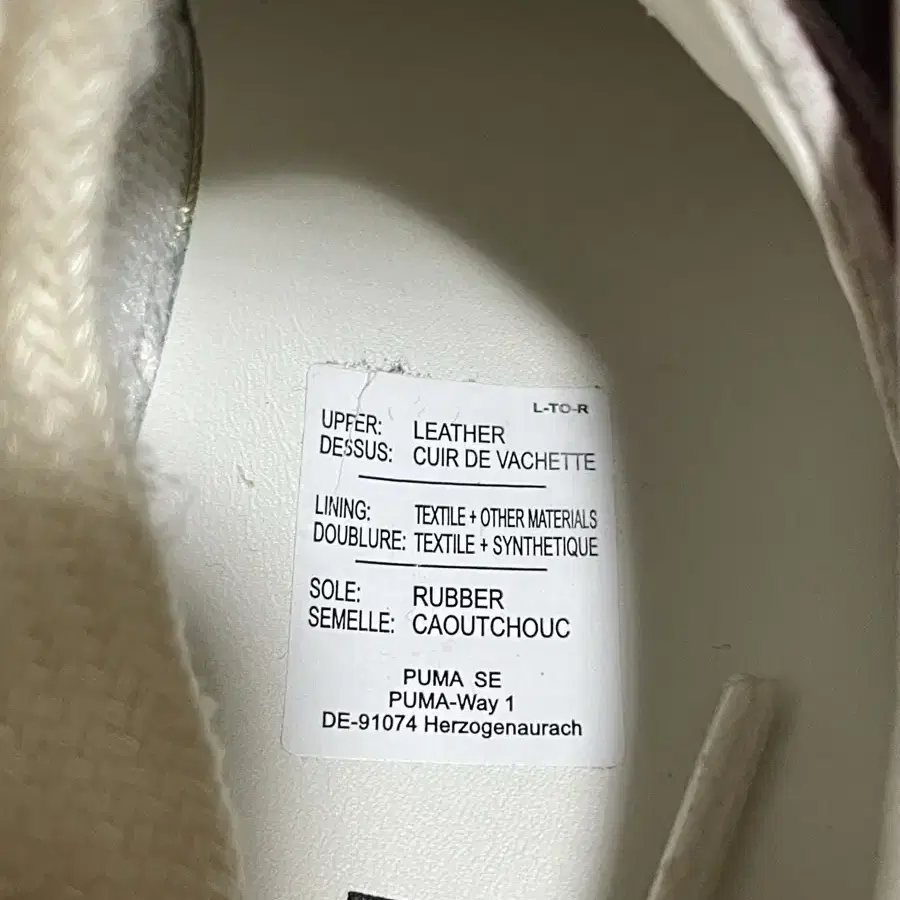 L-TO-R
UPPER: LEATHER
DESSUS: CUIR DE VACHETTE
LINING: TEXTILE + OTHER MATERIALS
DOUBLURE: TEXTILE + SYNTHETIQUE
SOLE: RUBBER
SEMELLE: CAOUTCHOUC
PUMA SE
PUMA-Way 1
DE-91074 Herzogenaurach